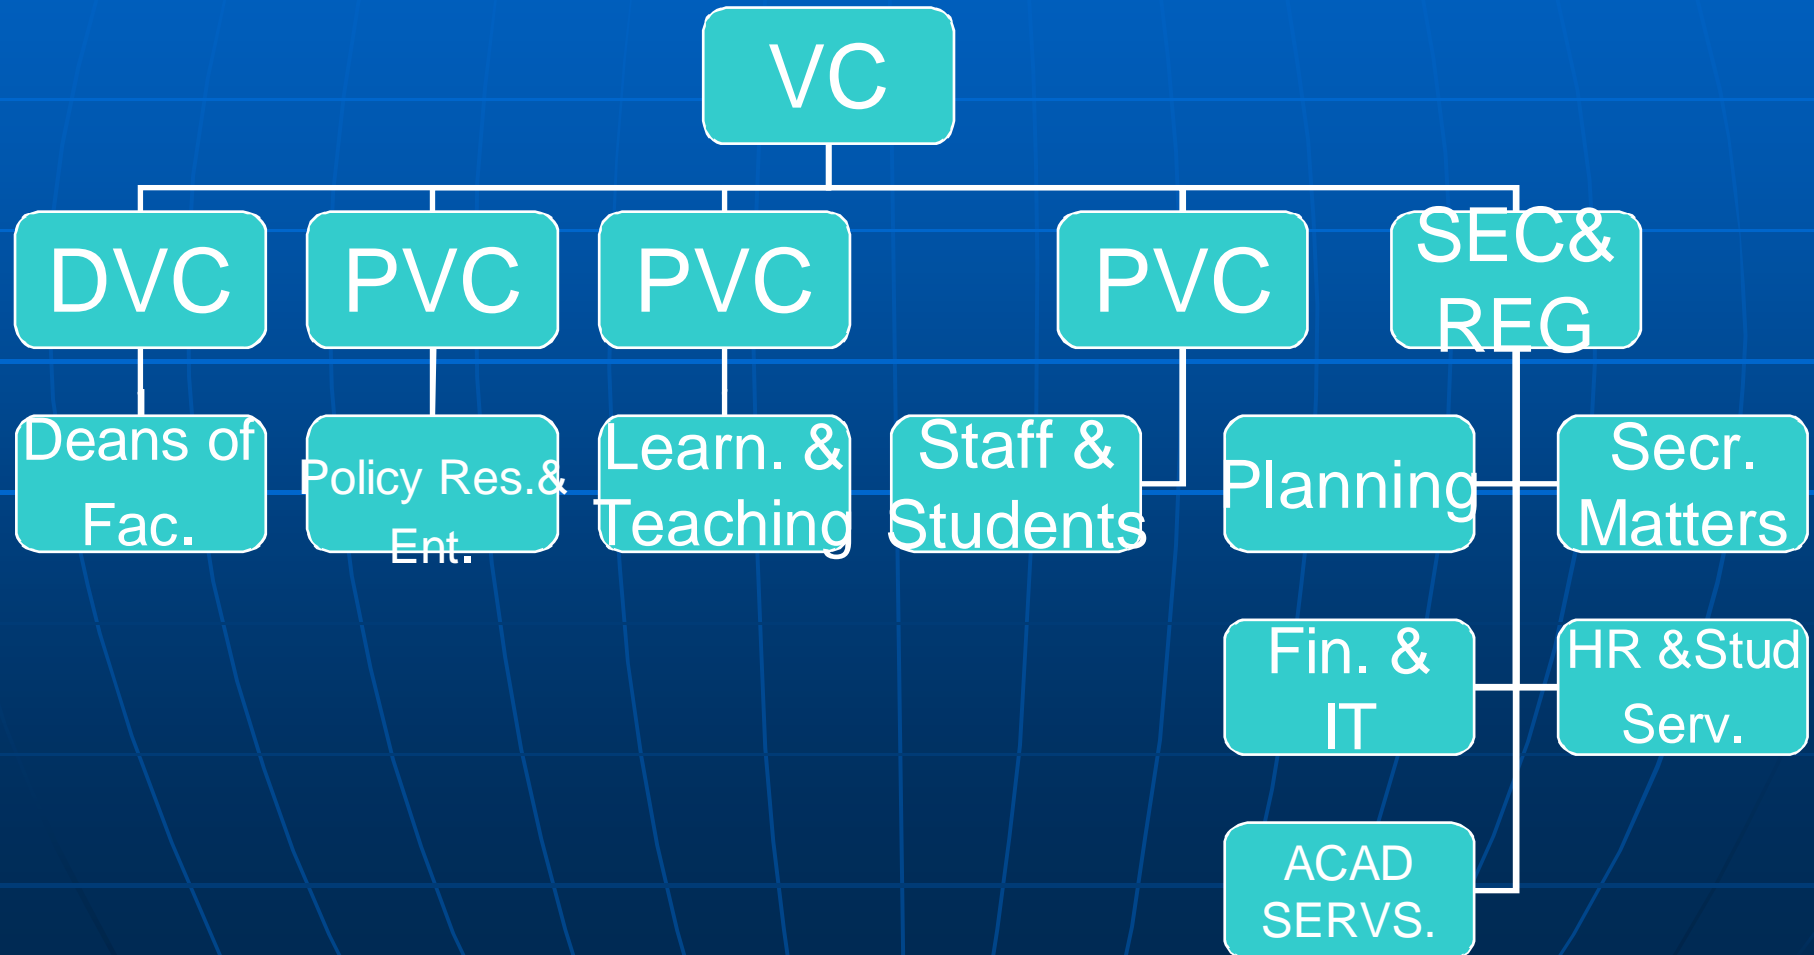 VC
DVC
PVC
PVC
PVC
SEC&
REG
Deans of
Fac.
Policy Res.&
Ent.
Learn. &
Teaching
Staff &
Students
Planning
Secr.
Matters
Fin. &
IT
HR &Stud
Serv.
ACAD
SERVS.